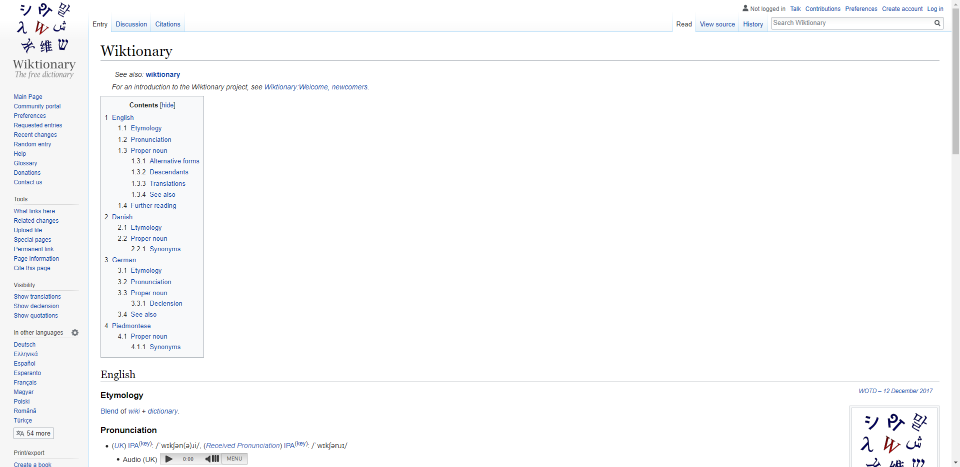 Not logged in Talk Contributions Preferences Create account Log in
Entry Discussion Citations
Read View source History Search Wiktionary
Wiktionary
The free dictionary
Main Page
Community portal
Preferences
Requested entries
Recent changes
Random entry
Help
Glossary
Donations
Contact us
Tools
What links here
Related changes
Upload file
Special pages
Permanent link
Page information
Cite this page
Visibility
Show translations
Show declension
Show quotations
In other languages
Deutsch
Ελληνικά
Español
Esperanto
Français
Magyar
Polski
Română
Türkçe
54 more
Print/export
Create a book
Wiktionary
See also: wiktionary
For an introduction to the Wiktionary project, see Wiktionary:Welcome, newcomers.
Contents [hide]
1 English
1.1 Etymology
1.2 Pronunciation
1.3 Proper noun
1.3.1 Alternative forms
1.3.2 Descendants
1.3.3 Translations
1.3.4 See also
1.4 Further reading
2 Danish
2.1 Etymology
2.2 Proper noun
2.2.1 Synonyms
3 German
3.1 Etymology
3.2 Pronunciation
3.3 Proper noun
3.3.1 Declension
3.4 See also
4 Piedmontese
4.1 Proper noun
4.1.1 Synonyms
English
WOTD – 12 December 2017
Etymology
Blend of wiki + dictionary.
Pronunciation
(UK) IPA(key): /ˈwɪkʃən(ə)ɹi/, (Received Pronunciation) IPA(key):
Audio (UK) 0:00 MENU